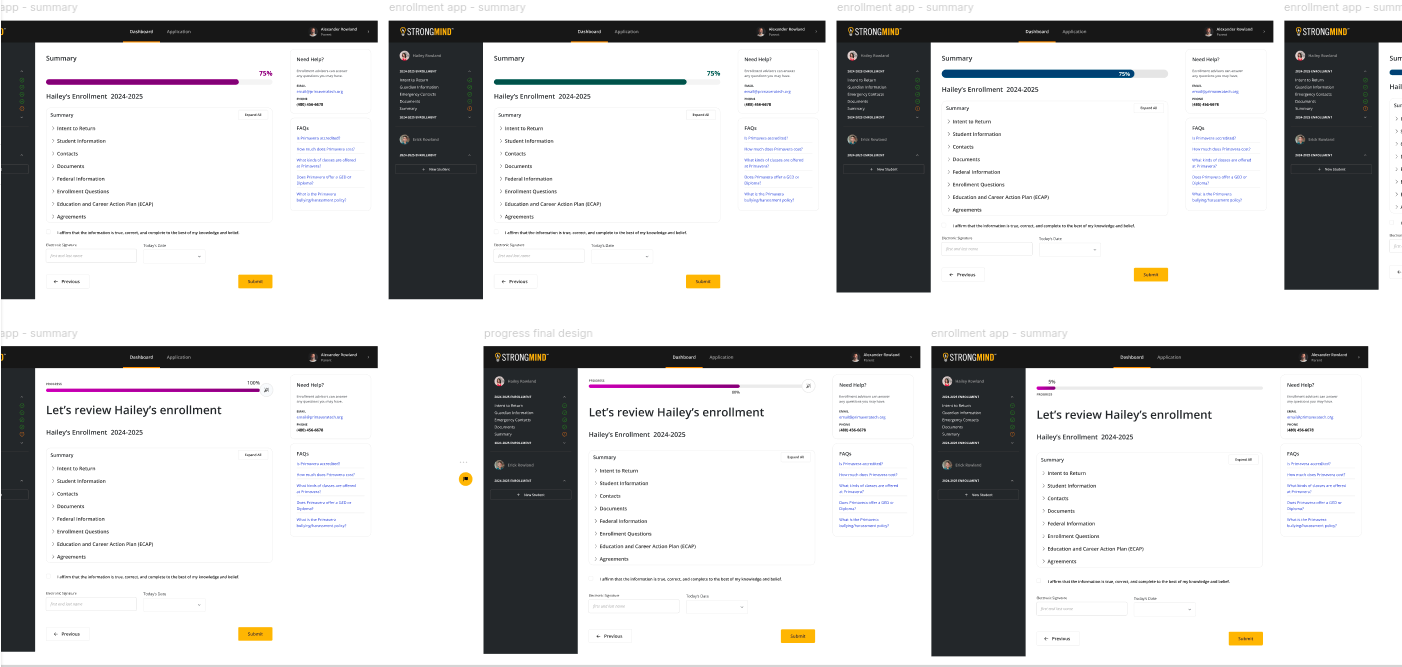 app - summary
Dashboard
Application
Alexander Rowland
Parent
Summary
75%
Hailey's Enrollment 2024-2025
Summary
Expand All
Intent to Return
Student Information
Contacts
Documents
Federal Information
Enrollment Questions
Education and Career Action Plan (ECAP)
Agreements
I affirm that the information is true, correct, and complete to the best of my knowledge and belief.
Electronic Signature
Today's Date
first and last name
← Previous
Submit
Need Help?
Enrollment advisors can answer
any questions you may have.
EMAIL
email@primaveratech.org
PHONE
(480) 456-6678
FAQs
Is Primavera accredited?
How much does Primavera cost?
What kinds of classes are offered
at Primavera?
Does Primavera offer a GED or
Diploma?
What is the Primavera
bullying/harassment policy?
enrollment app - summary
STRONGMIND
Dashboard
Application
Alexander Rowland
Parent
Hailey Rowland
2024-2025 ENROLLMENT
Intent to Return
Guardian Information
Emergency Contacts
Documents
Summary
2024-2025 ENROLLMENT
Erick Rowland
2024-2025 ENROLLMENT
+ New Student
Summary
75%
Hailey's Enrollment 2024-2025
Summary
Expand All
Intent to Return
Student Information
Contacts
Documents
Federal Information
Enrollment Questions
Education and Career Action Plan (ECAP)
Agreements
I affirm that the information is true, correct, and complete to the best of my knowledge and belief.
Electronic Signature
Today's Date
first and last name
← Previous
Submit
Need Help?
Enrollment advisors can answer
any questions you may have.
EMAIL
email@primaveratech.org
PHONE
(480) 456-6678
FAQs
Is Primavera accredited?
How much does Primavera cost?
What kinds of classes are offered
at Primavera?
Does Primavera offer a GED or
Diploma?
What is the Primavera
bullying/harassment policy?
enrollment app - summary
STRONGMIND
Dashboard
Application
Alexander Rowland
Parent
Hailey Rowland
2024-2025 ENROLLMENT
Intent to Return
Guardian Information
Emergency Contacts
Documents
Summary
2024-2025 ENROLLMENT
Erick Rowland
2024-2025 ENROLLMENT
+ New Student
Summary
75%
Hailey's Enrollment 2024-2025
Summary
Expand All
Intent to Return
Student Information
Contacts
Documents
Federal Information
Enrollment Questions
Education and Career Action Plan (ECAP)
Agreements
I affirm that the information is true, correct, and complete to the best of my knowledge and belief.
Electronic Signature
Today's Date
first and last name
← Previous
Submit
Need Help?
Enrollment advisors can answer
any questions you may have.
EMAIL
email@primaveratech.org
PHONE
(480) 456-6678
FAQs
Is Primavera accredited?
How much does Primavera cost?
What kinds of classes are offered
at Primavera?
Does Primavera offer a GED or
Diploma?
What is the Primavera
bullying/harassment policy?
enrollment app - summ
STRONGMIND
Hailey Rowland
2024-2025 ENROLLMENT
Intent to Return
Guardian Information
Emergency Contacts
Documents
Summary
2024-2025 ENROLLMENT
Erick Rowland
2024-2025 ENROLLMENT
+ New Student
Sum
Hail
app - summary
Dashboard
Application
Alexander Rowland
Parent
PROGRESS
100%
Let's review Hailey's enrollment
Hailey's Enrollment 2024-2025
Summary
Expand All
Intent to Return
Student Information
Contacts
Documents
Federal Information
Enrollment Questions
Education and Career Action Plan (ECAP)
Agreements
I affirm that the information is true, correct, and complete to the best of my knowledge and belief.
Electronic Signature
Today's Date
first and last name
← Previous
Submit
Need Help?
Enrollment advisors can answer
any questions you may have.
EMAIL
email@primaveratech.org
PHONE
(480) 456-6678
FAQs
Is Primavera accredited?
How much does Primavera cost?
What kinds of classes are offered
at Primavera?
Does Primavera offer a GED or
Diploma?
What is the Primavera
bullying/harassment policy?
progress final design
STRONGMIND
Dashboard
Application
Alexander Rowland
Parent
Hailey Rowland
2024-2025 ENROLLMENT
Intent to Return
Guardian Information
Emergency Contacts
Documents
Summary
2024-2025 ENROLLMENT
Erick Rowland
2024-2025 ENROLLMENT
+ New Student
PROGRESS
80%
Let's review Hailey's enrollment
Hailey's Enrollment 2024-2025
Summary
Expand All
Intent to Return
Student Information
Contacts
Documents
Federal Information
Enrollment Questions
Education and Career Action Plan (ECAP)
Agreements
I affirm that the information is true, correct, and complete to the best of my knowledge and belief.
Electronic Signature
Today's Date
first and last name
← Previous
Submit
Need Help?
Enrollment advisors can answer
any questions you may have.
EMAIL
email@primaveratech.org
PHONE
(480) 456-6678
FAQs
Is Primavera accredited?
How much does Primavera cost?
What kinds of classes are offered
at Primavera?
Does Primavera offer a GED or
Diploma?
What is the Primavera
bullying/harassment policy?
enrollment app - summary
STRONGMIND
Dashboard
Application
Alexander Rowland
Parent
Hailey Rowland
2024-2025 ENROLLMENT
Intent to Return
Guardian Information
Emergency Contacts
Documents
Summary
2024-2025 ENROLLMENT
Erick Rowland
2024-2025 ENROLLMENT
+ New Student
5%
PROGRESS
Let's review Hailey's enrollment
Hailey's Enrollment 2024-2025
Summary
Expand All
Intent to Return
Student Information
Contacts
Documents
Federal Information
Enrollment Questions
Education and Career Action Plan (ECAP)
Agreements
I affirm that the information is true, correct, and complete to the best of my knowledge and belief.
Electronic Signature
Today's Date
first and last name
← Previous
Submit
Need Help?
Enrollment advisors can answer
any questions you may have.
EMAIL
email@primaveratech.org
PHONE
(480) 456-6678
FAQs
Is Primavera accredited?
How much does Primavera cost?
What kinds of classes are offered
at Primavera?
Does Primavera offer a GED or
Diploma?
What is the Primavera
bullying/harassment policy?